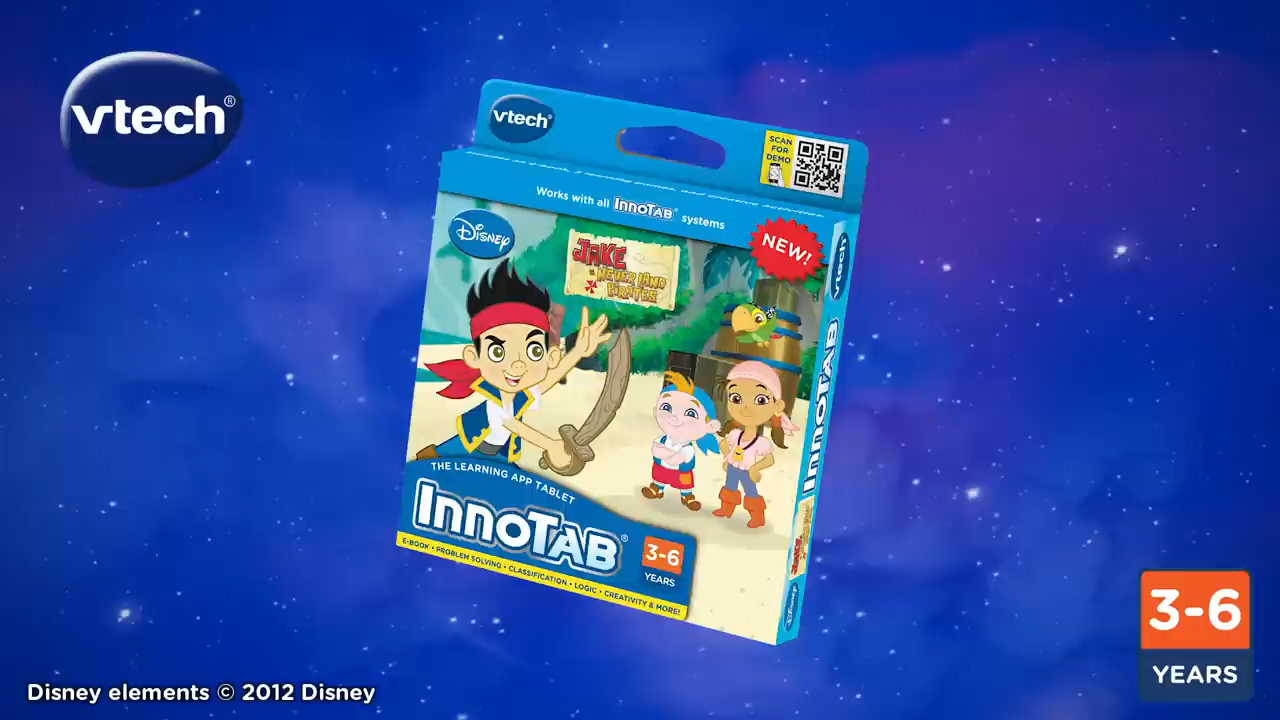 vtech®
vtech®
SCAN
FOR
DEMO
Works with all InnoTAB® systems
NEW!
Disney
JAKE
and the
NEVER LAND
PIRATES
THE LEARNING APP TABLET
InnoTAB®
3-6
YEARS
E-BOOK • PROBLEM SOLVING • CLASSIFICATION • LOGIC • CREATIVITY & MORE!
vtech
InnoTAB
Disney
3-6
YEARS
Disney elements © 2012 Disney